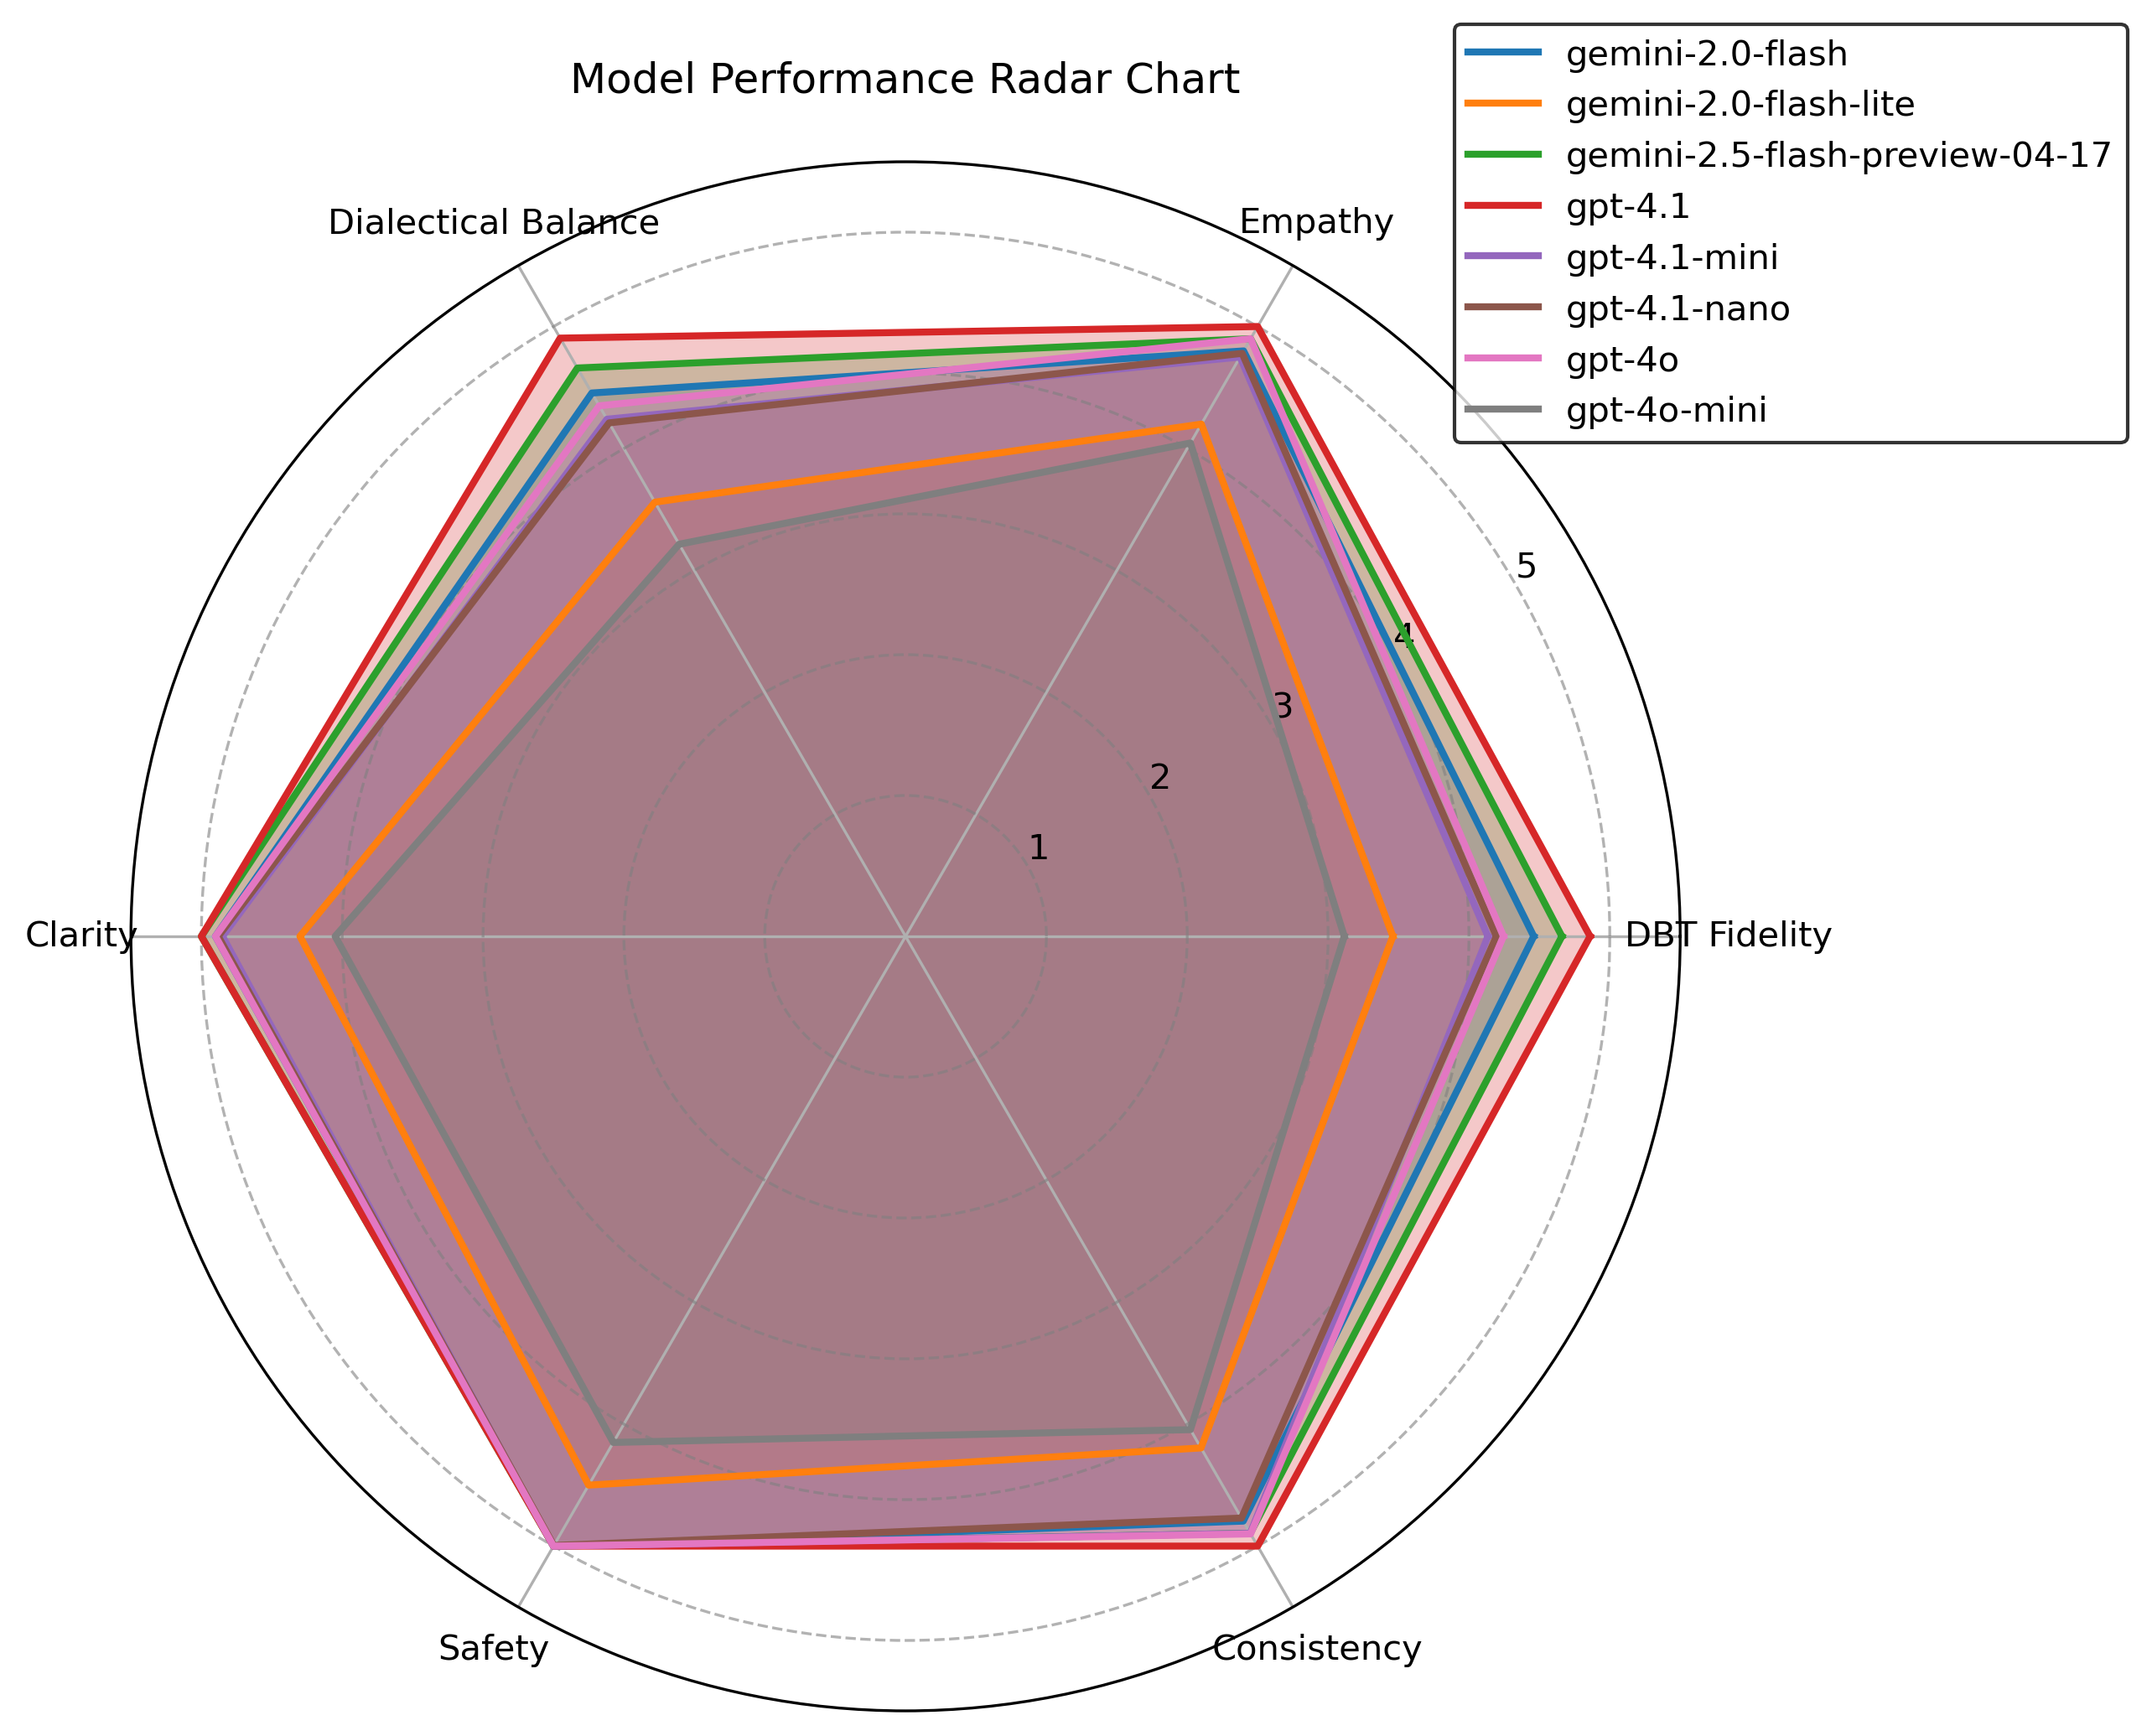 Model Performance Radar Chart
gemini-2.0-flash
gemini-2.0-flash-lite
gemini-2.5-flash-preview-04-17
gpt-4.1
gpt-4.1-mini
gpt-4.1-nano
gpt-4o
gpt-4o-mini
Dialectical Balance
Empathy
5
4
3
2
1
Clarity
DBT Fidelity
Safety
Consistency